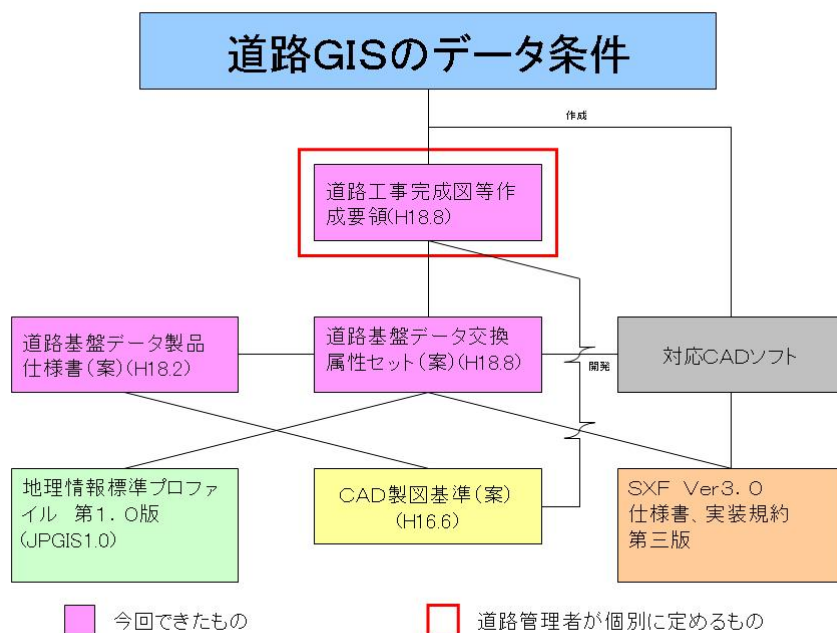 道路GISのデータ条件
作成
道路工事完成図等作
成要領(H18.8)
道路基盤データ製品
仕様書(案)(H18.2)
道路基盤データ交換
属性セット(案)(H18.8)
開発
対応CADソフト
地理情報標準プロファ
イル 第1.0版
(JPGIS1.0)
CAD製図基準(案)
(H16.6)
SXF Ver3.0
仕様書、実装規約
第三版
今回できたもの
道路管理者が個別に定めるもの